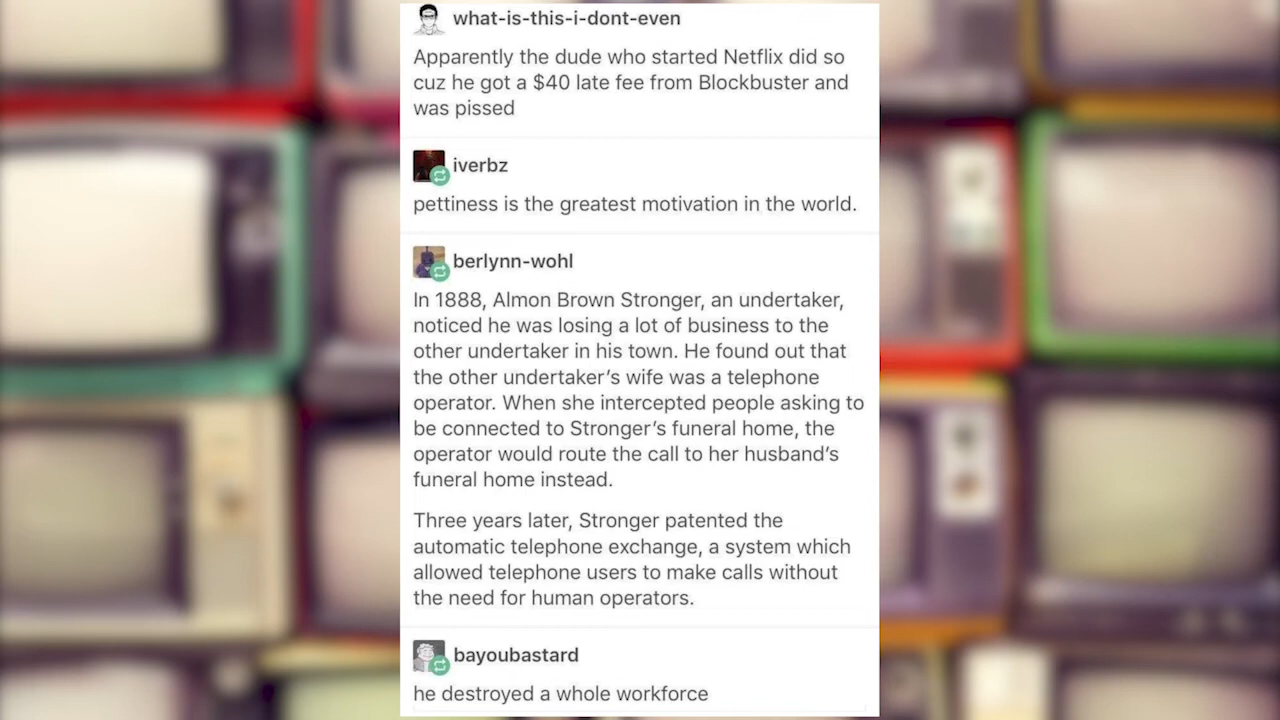 what-is-this-i-dont-even
Apparently the dude who started Netflix did so
cuz he got a $40 late fee from Blockbuster and
was pissed
iverbz
pettiness is the greatest motivation in the world.
berlynn-wohl
In 1888, Almon Brown Stronger, an undertaker,
noticed he was losing a lot of business to the
other undertaker in his town. He found out that
the other undertaker’s wife was a telephone
operator. When she intercepted people asking to
be connected to Stronger’s funeral home, the
operator would route the call to her husband’s
funeral home instead.
Three years later, Stronger patented the
automatic telephone exchange, a system which
allowed telephone users to make calls without
the need for human operators.
bayoubastard
he destroyed a whole workforce